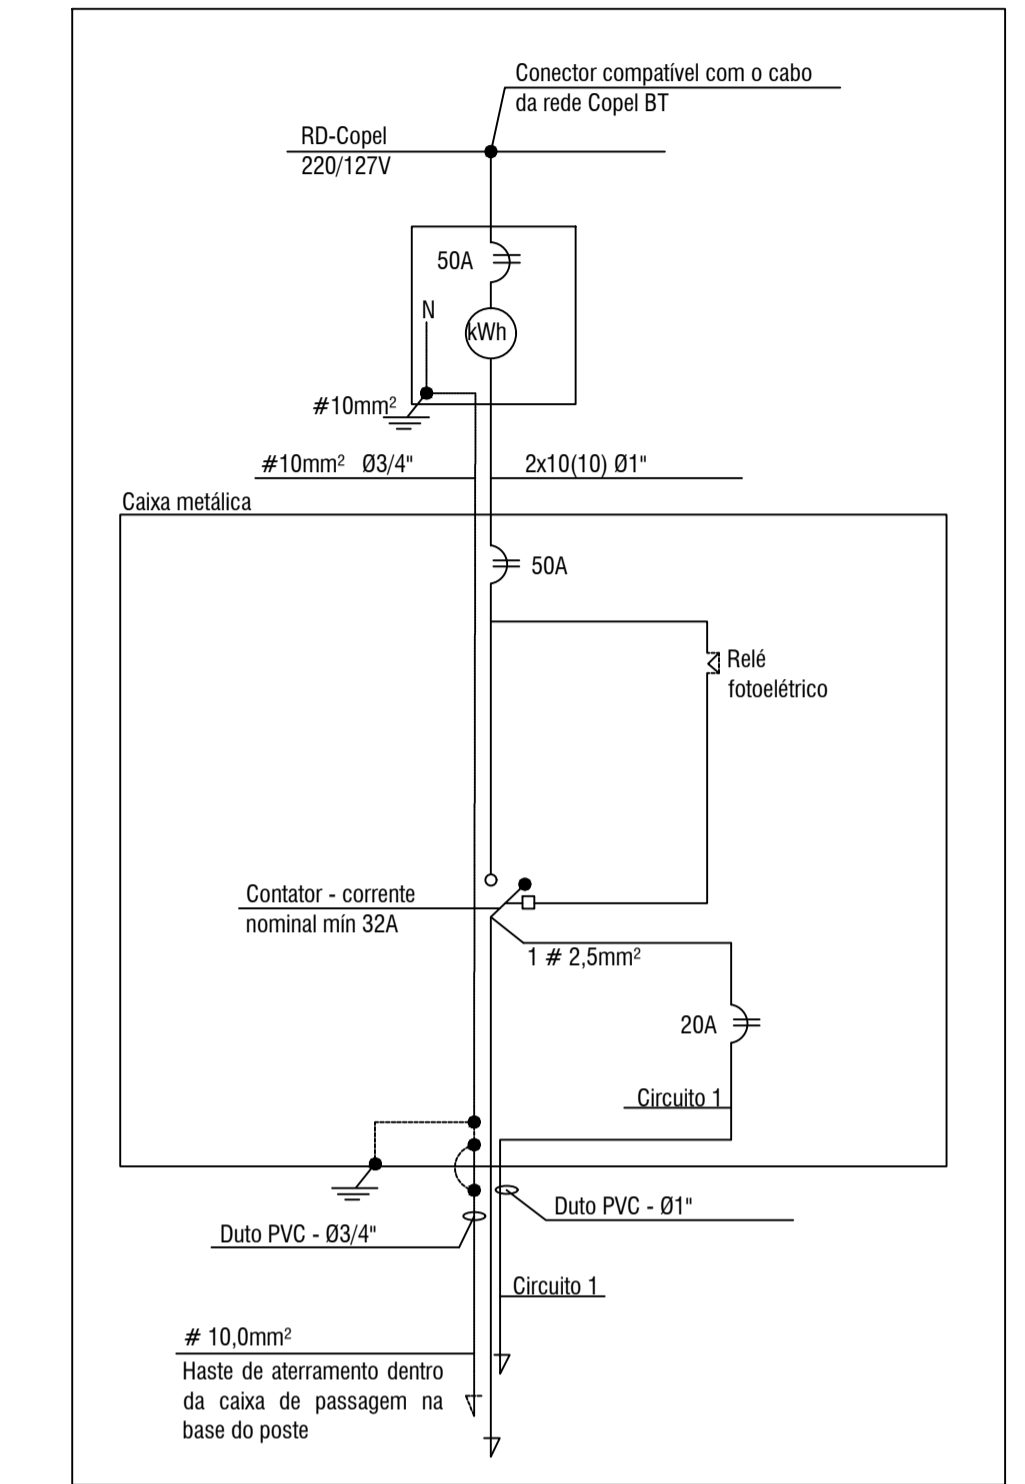 Conector compatível com o cabo
da rede Copel BT
RD-Copel
220/127V
50A
N
kWh
#10mm²
#10mm² Ø3/4"
2x10(10) Ø1"
Caixa metálica
50A
Relé
fotoelétrico
Contator - corrente
nominal mín 32A
1 # 2,5mm²
20A
Circuito 1
Duto PVC - Ø1"
Duto PVC - Ø3/4"
Circuito 1
# 10,0mm²
Haste de aterramento dentro
da caixa de passagem na
base do poste